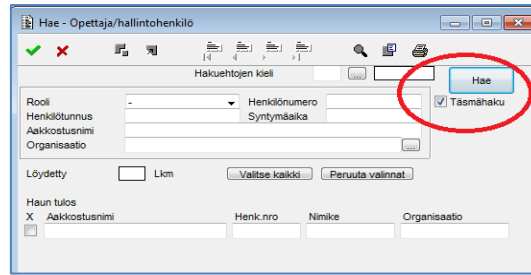 Hae - Opettaja/hallintohenkilö
Hakuehtojen kieli ... Hae
Rooli - Henkilönumero Täsmähaku
Henkilötunnus Syntymäaika
Aakkostusnimi
Organisaatio ...
Löydetty Lkm Valitse kaikki Peruuta valinnat
Haun tulos
X Aakkostusnimi Henk.nro Nimike Organisaatio